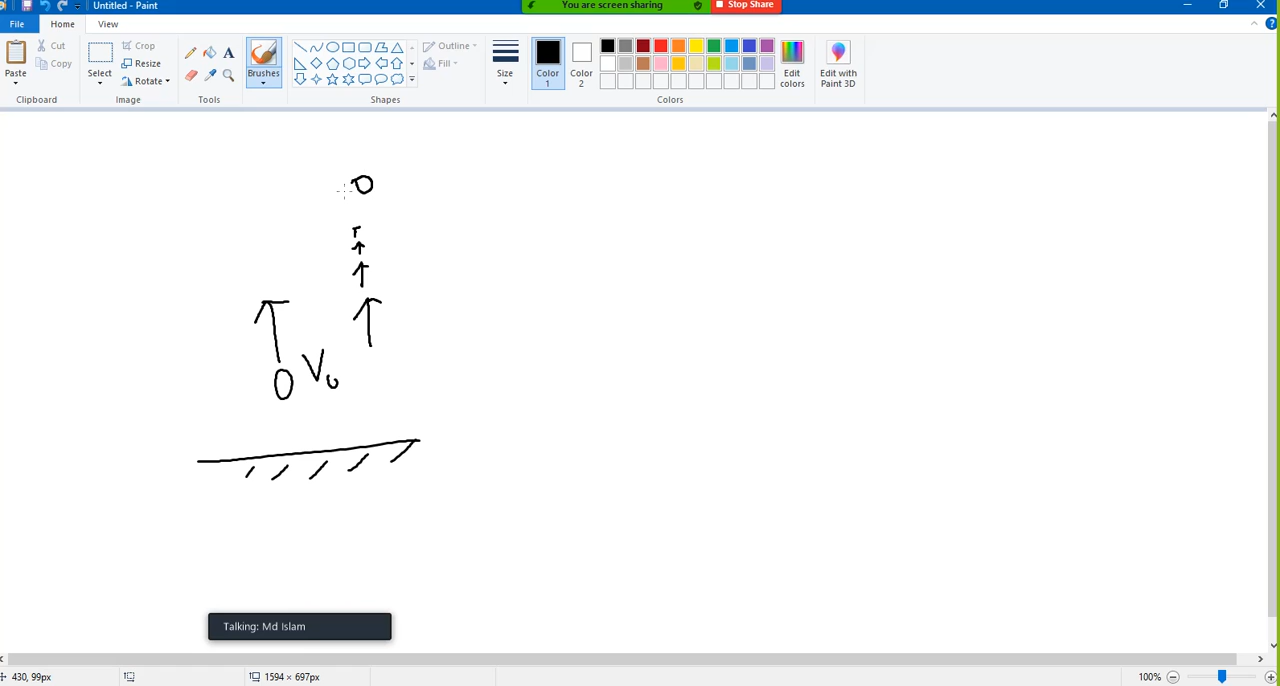 Untitled - Paint
You are screen sharing
Stop Share
File
Home
View
Paste
Cut
Copy
Clipboard
Select
Crop
Resize
Rotate
Image
A
Tools
Brushes
Outline
Fill
Shapes
Size
Color 1
Color 2
Edit colors
Colors
Edit with Paint 3D
V₀
Talking: Md Islam
430, 99px
1594 × 697px
100%